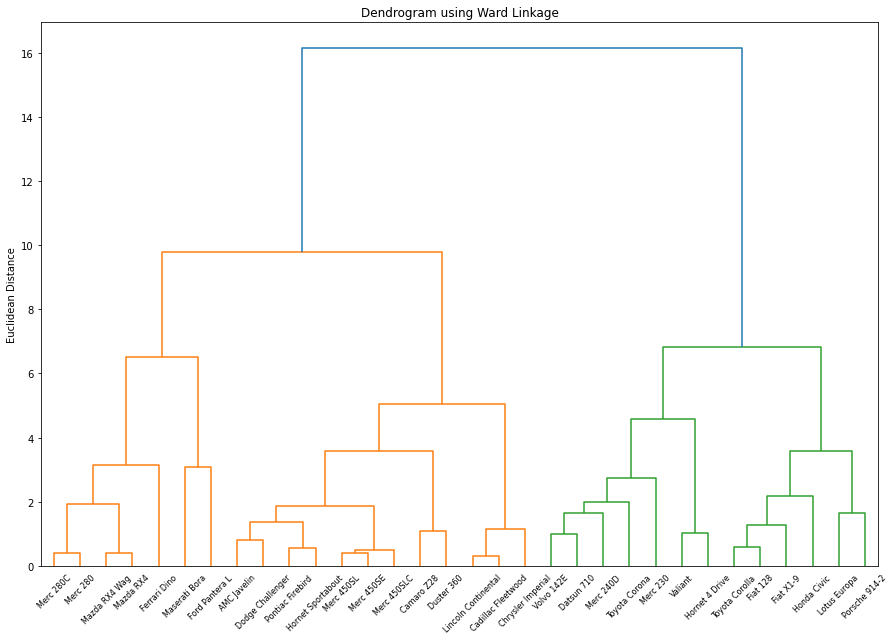 Dendrogram using Ward Linkage
16
14
12
10
8
6
4
2
0
Euclidean Distance
Merc 280C
Merc 280
Mazda RX4 Wag
Mazda RX4
Ferrari Dino
Maserati Bora
Ford Pantera L
AMC Javelin
Dodge Challenger
Pontiac Firebird
Hornet Sportabout
Merc 450SL
Merc 450SE
Merc 450SLC
Camaro Z28
Duster 360
Lincoln Continental
Cadillac Fleetwood
Chrysler Imperial
Volvo 142E
Datsun 710
Merc 240D
Toyota Corona
Merc 230
Valiant
Hornet 4 Drive
Toyota Corolla
Fiat 128
Fiat X1-9
Honda Civic
Lotus Europa
Porsche 914-2